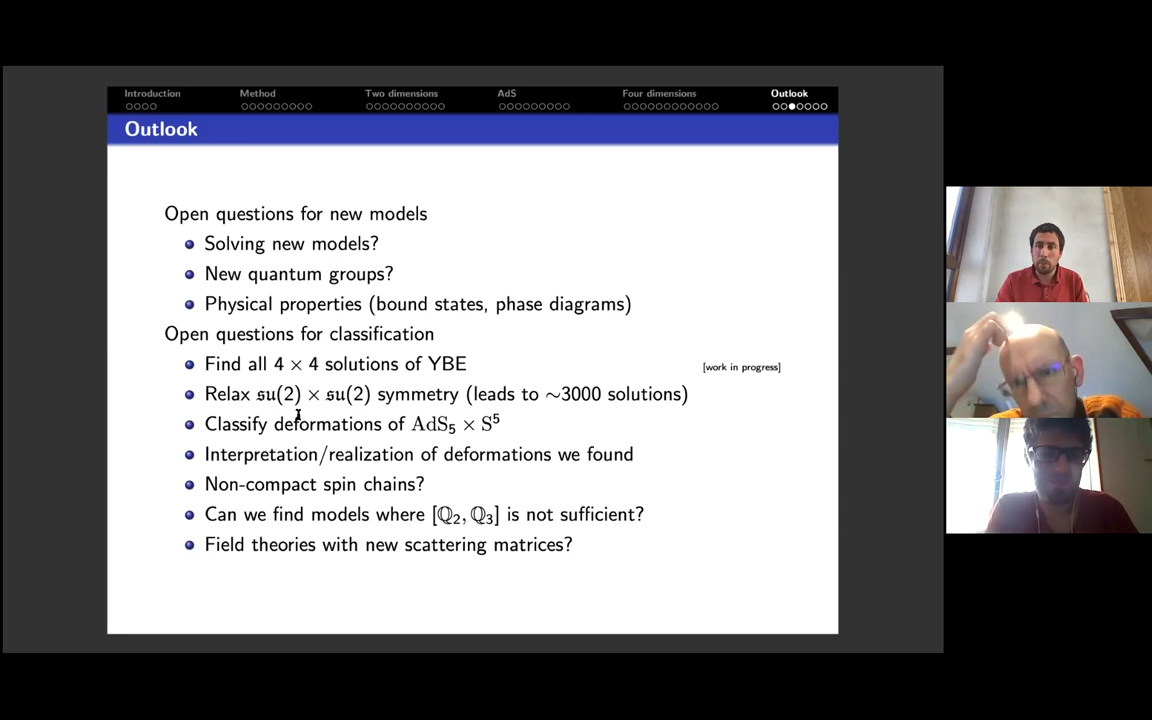 Introduction Method Two dimensions AdS Four dimensions Outlook
Outlook
Open questions for new models
Solving new models?
New quantum groups?
Physical properties (bound states, phase diagrams)
Open questions for classification
Find all 4 × 4 solutions of YBE [work in progress]
Relax 𝔰𝔲(2) × 𝔰𝔲(2) symmetry (leads to ~3000 solutions)
Classify deformations of AdS₅ × S⁵
Interpretation/realization of deformations we found
Non-compact spin chains?
Can we find models where [ℚ₂, ℚ₃] is not sufficient?
Field theories with new scattering matrices?